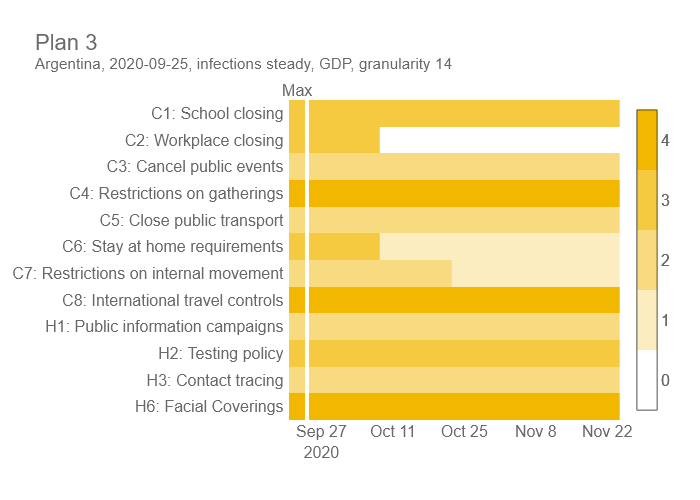 Plan 3
Argentina, 2020-09-25, infections steady, GDP, granularity 14
Max
C1: School closing
C2: Workplace closing
C3: Cancel public events
C4: Restrictions on gatherings
C5: Close public transport
C6: Stay at home requirements
C7: Restrictions on internal movement
C8: International travel controls
H1: Public information campaigns
H2: Testing policy
H3: Contact tracing
H6: Facial Coverings
Sep 27 Oct 11 Oct 25 Nov 8 Nov 22
2020
4
3
2
1
0